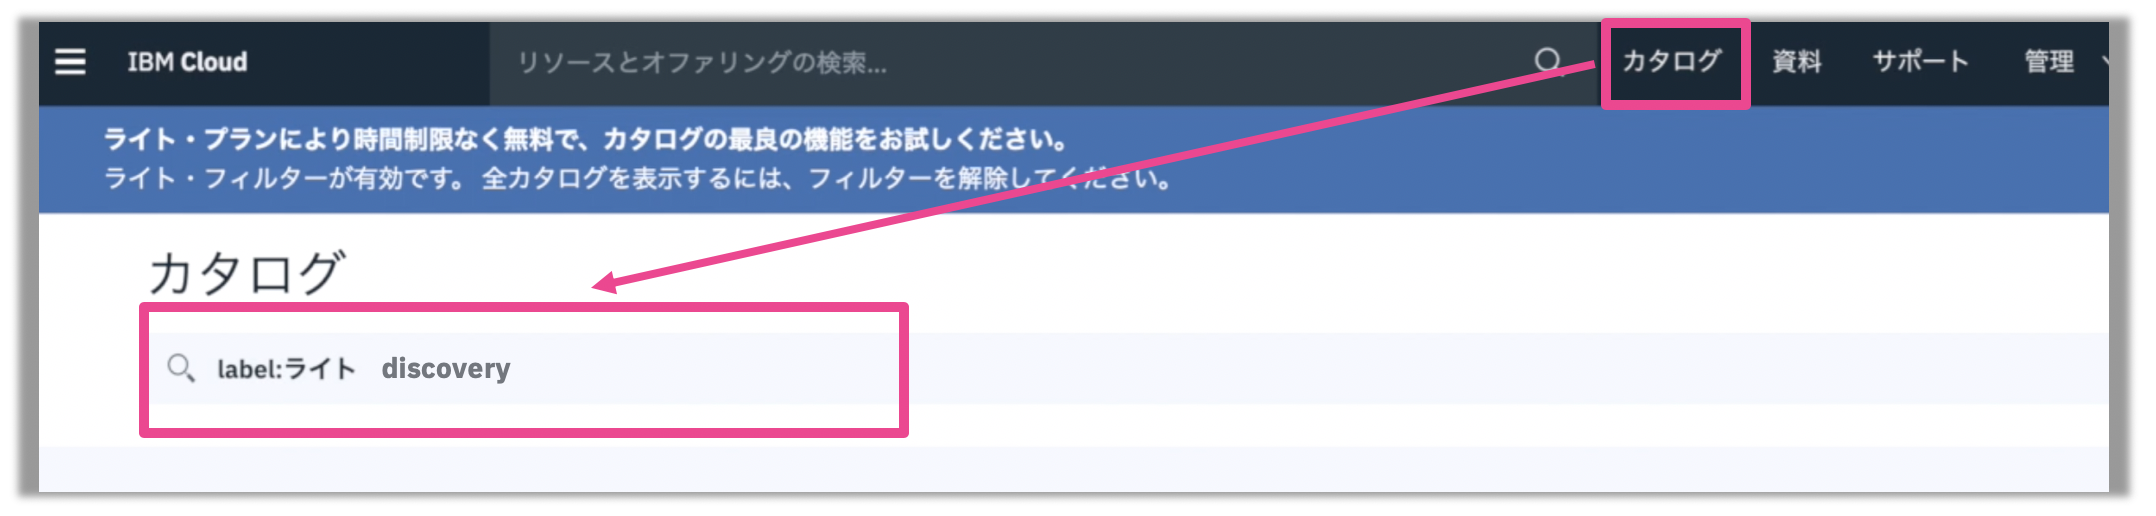 IBM Cloud リソースとオファリングの検索... カタログ 資料 サポート 管理
ライト・プランにより時間制限なく無料で、カタログの最良の機能をお試しください。
ライト・フィルターが有効です。 全カタログを表示するには、フィルターを解除してください。
カタログ
label:ライト discovery